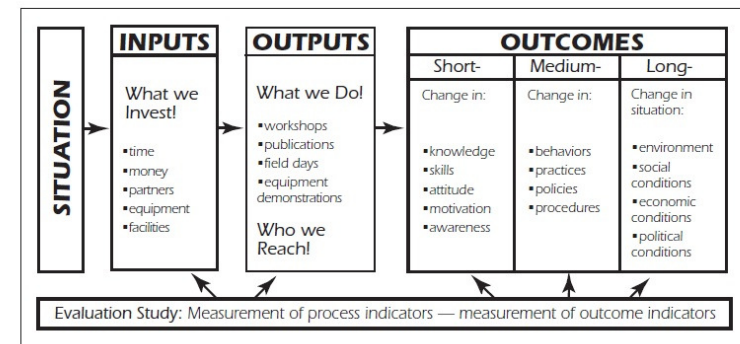 SITUATION
INPUTS
What we
Invest!
▪time
▪money
▪partners
▪equipment
▪facilities
OUTPUTS
What we Do!
▪workshops
▪publications
▪field days
▪equipment
demonstrations
Who we
Reach!
OUTCOMES
Short-
Change in:
▪knowledge
▪skills
▪attitude
▪motivation
▪awareness
Medium-
Change in:
▪behaviors
▪practices
▪policies
▪procedures
Long-
Change in
situation:
▪environment
▪social
conditions
▪economic
conditions
▪political
conditions
Evaluation Study: Measurement of process indicators — measurement of outcome indicators